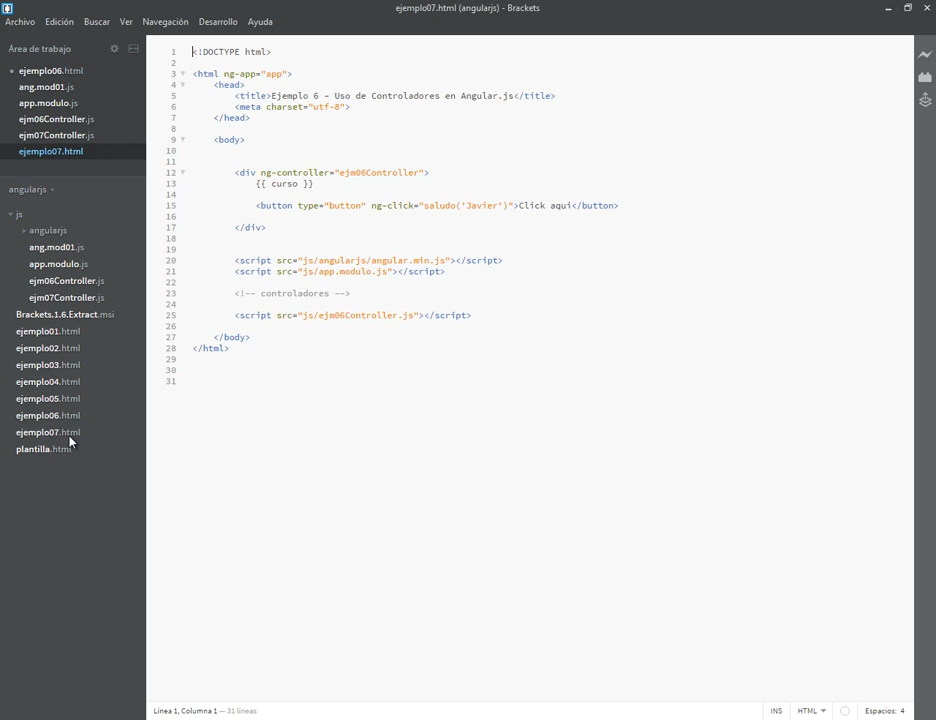 ejemplo07.html (angularjs) - Brackets
Archivo Edición Buscar Ver Navegación Desarrollo Ayuda
Área de trabajo
ejemplo06.html
ang.mod01.js
app.modulo.js
ejm06Controller.js
ejm07Controller.js
ejemplo07.html
angularjs
js
angularjs
ang.mod01.js
app.modulo.js
ejm06Controller.js
ejm07Controller.js
Brackets.1.6.Extract.msi
ejemplo01.html
ejemplo02.html
ejemplo03.html
ejemplo04.html
ejemplo05.html
ejemplo06.html
ejemplo07.html
plantilla.html
1 <!DOCTYPE html>
2
3 <html ng-app="app">
4 <head>
5 <title>Ejemplo 6 - Uso de Controladores en Angular.js</title>
6 <meta charset="utf-8">
7 </head>
8
9 <body>
10
11
12 <div ng-controller="ejm06Controller">
13 {{ curso }}
14
15 <button type="button" ng-click="saludo('Javier')">Click aqui</button>
16
17 </div>
18
19
20 <script src="js/angularjs/angular.min.js"></script>
21 <script src="js/app.modulo.js"></script>
22
23 <!-- controladores -->
24
25 <script src="js/ejm06Controller.js"></script>
26
27 </body>
28 </html>
29
30
31
Línea 1, Columna 1 — 31 líneas
INS HTML Espacios: 4